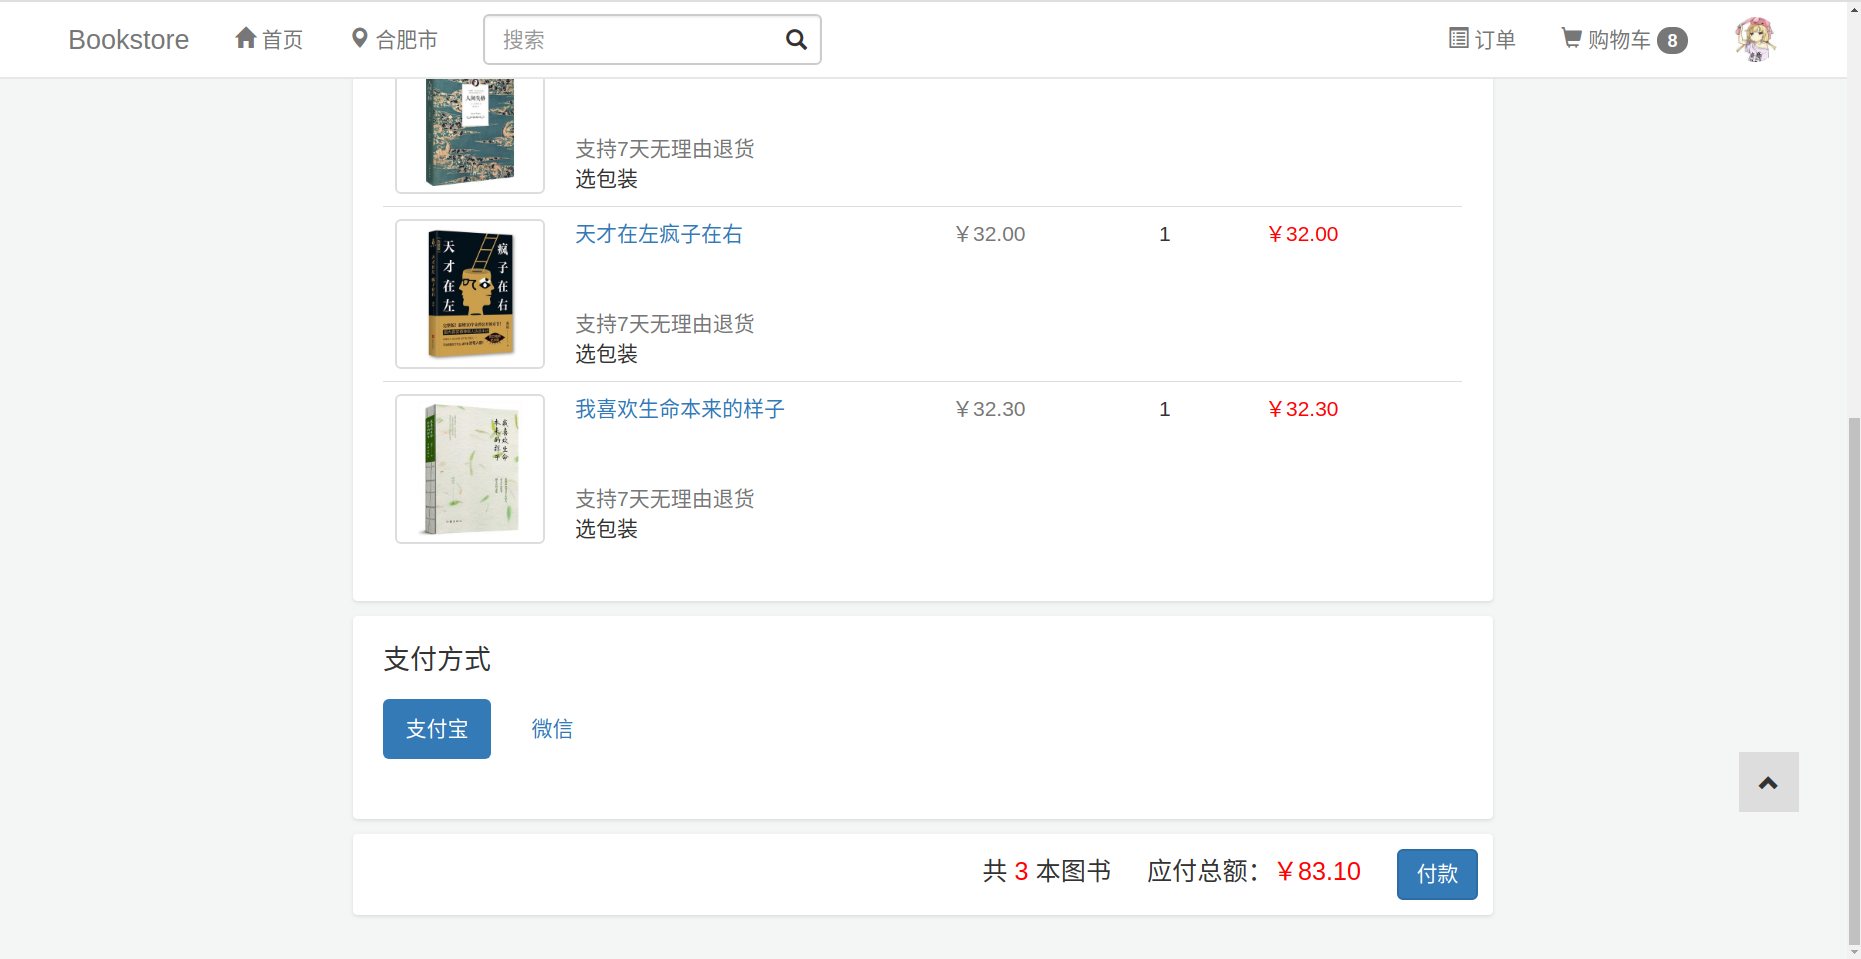 Bookstore 首页 合肥市 搜索 订单 购物车 8
人间失格
支持7天无理由退货
选包装
天才在左疯子在右 ￥32.00 1 ￥32.00
天才在左
疯子在右
支持7天无理由退货
选包装
我喜欢生命本来的样子 ￥32.30 1 ￥32.30
我喜欢生命
本来的样子
支持7天无理由退货
选包装
支付方式
支付宝 微信
共 3 本图书 应付总额：￥83.10 付款